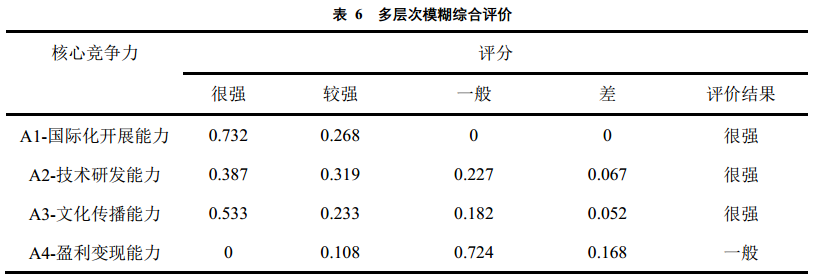 表 6 多层次模糊综合评价
核心竞争力 评分
很强 较强 一般 差 评价结果
A1-国际化开展能力 0.732 0.268 0 0 很强
A2-技术研发能力 0.387 0.319 0.227 0.067 很强
A3-文化传播能力 0.533 0.233 0.182 0.052 很强
A4-盈利变现能力 0 0.108 0.724 0.168 一般